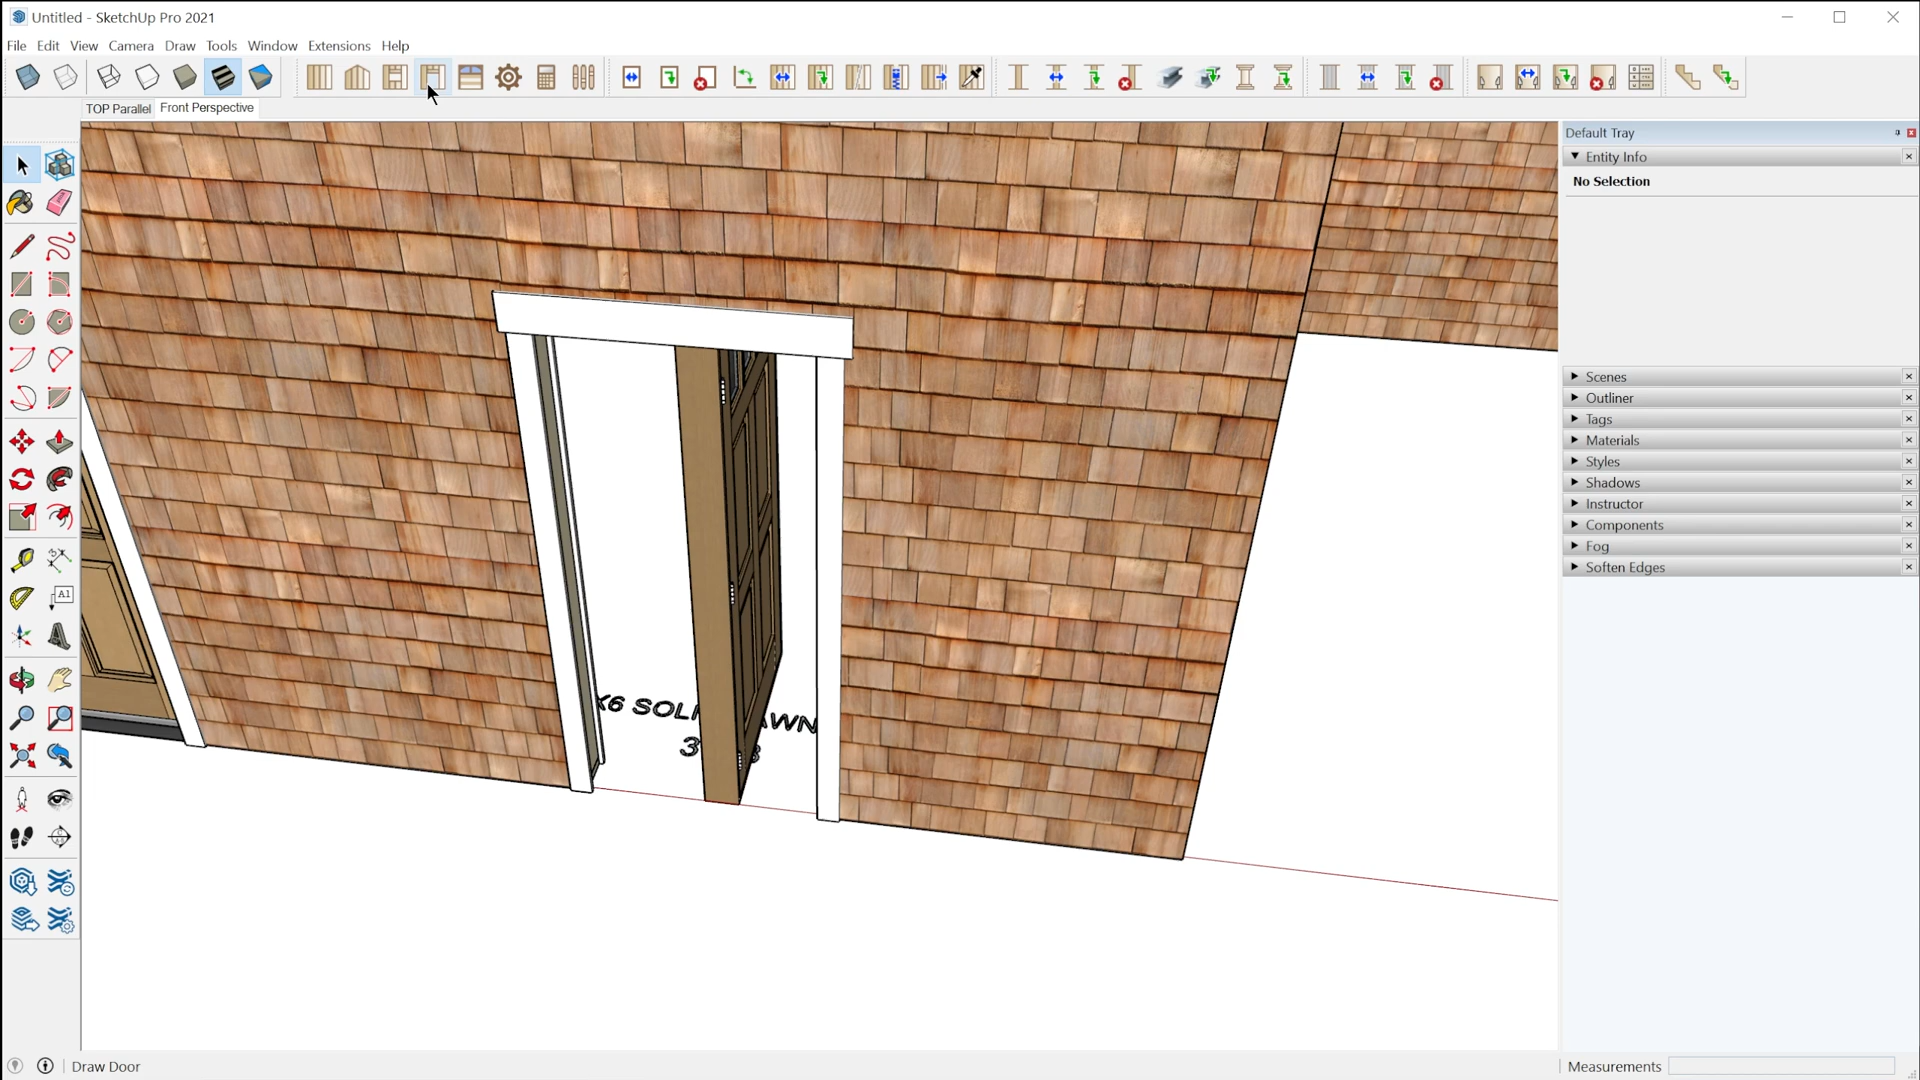 Untitled - SketchUp Pro 2021
File Edit View Camera Draw Tools Window Extensions Help
TOP Parallel Front Perspective
Default Tray
Entity Info
No Selection
Scenes
Outliner
Tags
Materials
Styles
Shadows
Instructor
Components
Fog
Soften Edges
A1
Draw Door
Measurements